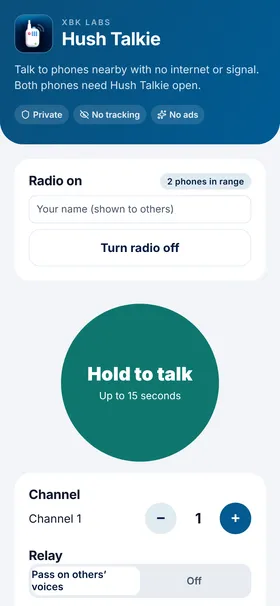 XBK LABS
Hush Talkie
Talk to phones nearby with no internet or signal.
Both phones need Hush Talkie open.
Private
No tracking
No ads
Radio on
2 phones in range
Your name (shown to others)
Turn radio off
Hold to talk
Up to 15 seconds
Channel
Channel 1
− 1 +
Relay
Pass on others’
voices
Off